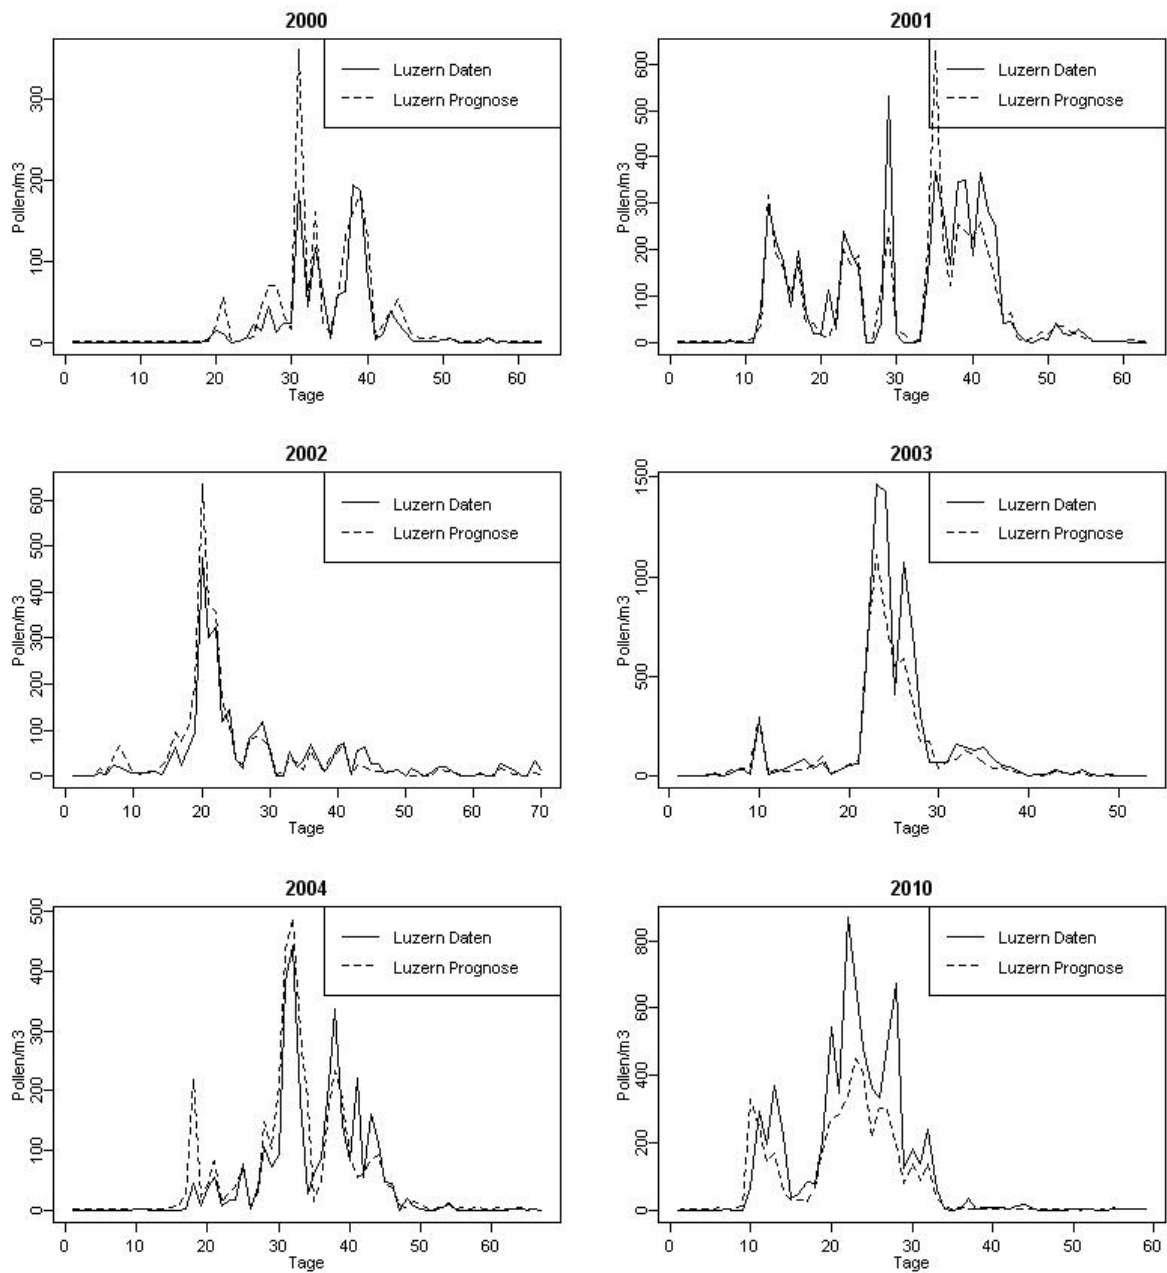 2000
Pollen/m3
0 100 200 300
Luzern Daten
Luzern Prognose
0 10 20 30 40 50 60
Tage
2001
Pollen/m3
0 100 200 300 400 500 600
Luzern Daten
Luzern Prognose
0 10 20 30 40 50 60
Tage
2002
Pollen/m3
0 100 200 300 400 500 600
Luzern Daten
Luzern Prognose
0 10 20 30 40 50 60 70
Tage
2003
Pollen/m3
0 500 1000 1500
Luzern Daten
Luzern Prognose
0 10 20 30 40 50
Tage
2004
Pollen/m3
0 100 200 300 400 500
Luzern Daten
Luzern Prognose
0 10 20 30 40 50 60
Tage
2010
Pollen/m3
0 200 400 600 800
Luzern Daten
Luzern Prognose
0 10 20 30 40 50 60
Tage